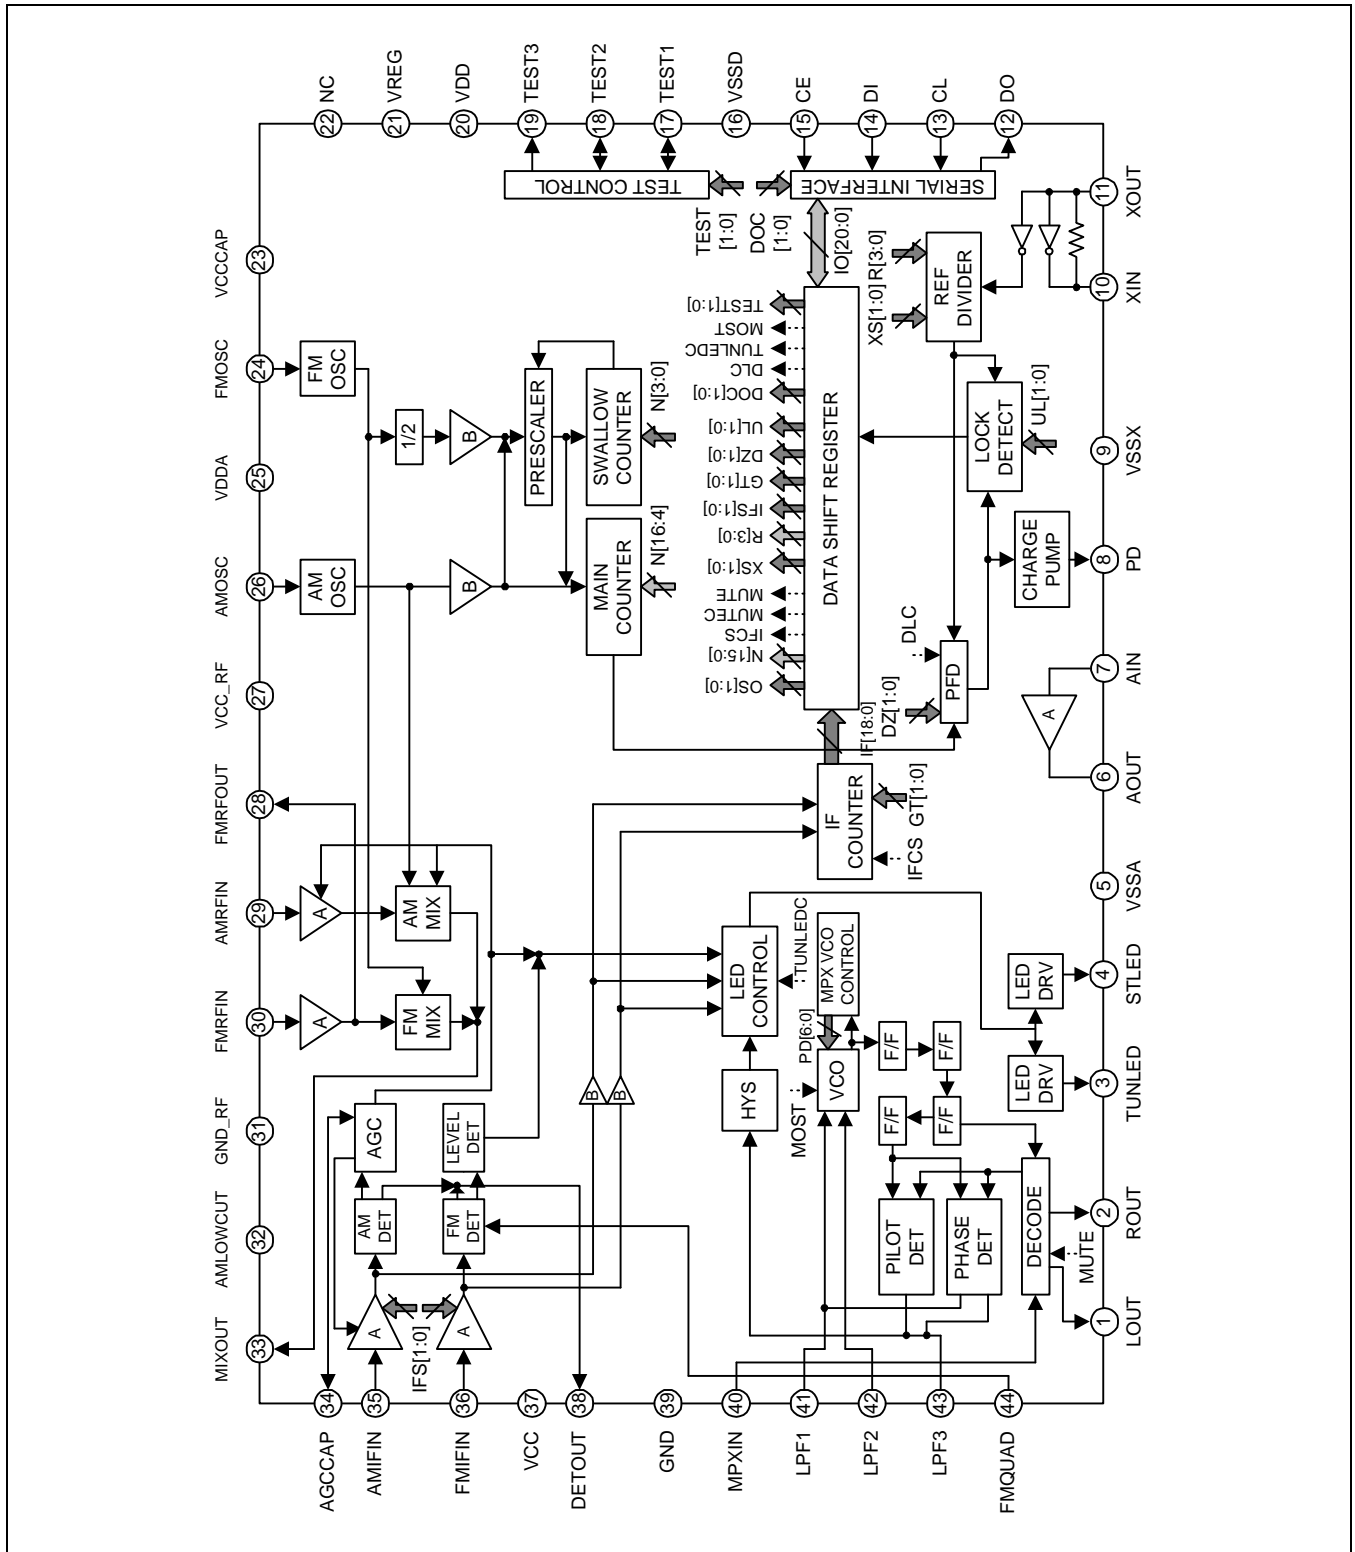 22 NC
21 VREG
20 VDD
19 TEST3
18 TEST2
17 TEST1
16 VSSD
15 CE
14 DI
13 CL
12 DO
TEST CONTROL
SERIAL INTERFACE
TEST
[1:0]
DOC
[1:0]
IO[20:0]
11 XOUT
10 XIN
9 VSSX
8 PD
7 AIN
6 AOUT
5 VSSA
4 STLED
3 TUNLED
2 ROUT
1 LOUT
23 VCCCAP
24 FMOSC
25 VDDA
26 AMOSC
27 VCC_RF
28 FMRFOUT
29 AMRFIN
30 FMRFIN
31 GND_RF
32 AMLOWCUT
33 MIXOUT
34 AGCCAP
35 AMIFIN
36 FMIFIN
37 VCC
38 DETOUT
39 GND
40 MPXIN
41 LPF1
42 LPF2
43 LPF3
44 FMQUAD
FM
OSC
AM
OSC
1/2
B
B
PRESCALER
SWALLOW
COUNTER
N[3:0]
MAIN
COUNTER
N[16:4]
XS[1:0]
R[3:0]
REF
DIVIDER
LOCK
DETECT
UL[1:0]
CHARGE
PUMP
PFD
DLC
DZ[1:0]
DATA SHIFT REGISTER
TEST[1:0]
MOST
TUNLEDC
DLC
DOC[1:0]
UL[1:0]
DZ[1:0]
GT[1:0]
IFS[1:0]
R[3:0]
XS[1:0]
MUTE
MUTEC
IFCS
N[15:0]
OS[1:0]
IF[18:0]
IF
COUNTER
IFCS
GT[1:0]
A
A
AM
MIX
A
FM
MIX
AGC
LEVEL
DET
AM
DET
FM
DET
A
A
IFS[1:0]
B
B
LED
CONTROL
TUNLEDC
MPX VCO
CONTROL
PD[6:0]
HYS
MOST
VCO
F/F
F/F
F/F
F/F
LED
DRV
LED
DRV
PILOT
DET
PHASE
DET
DECODE
MUTE